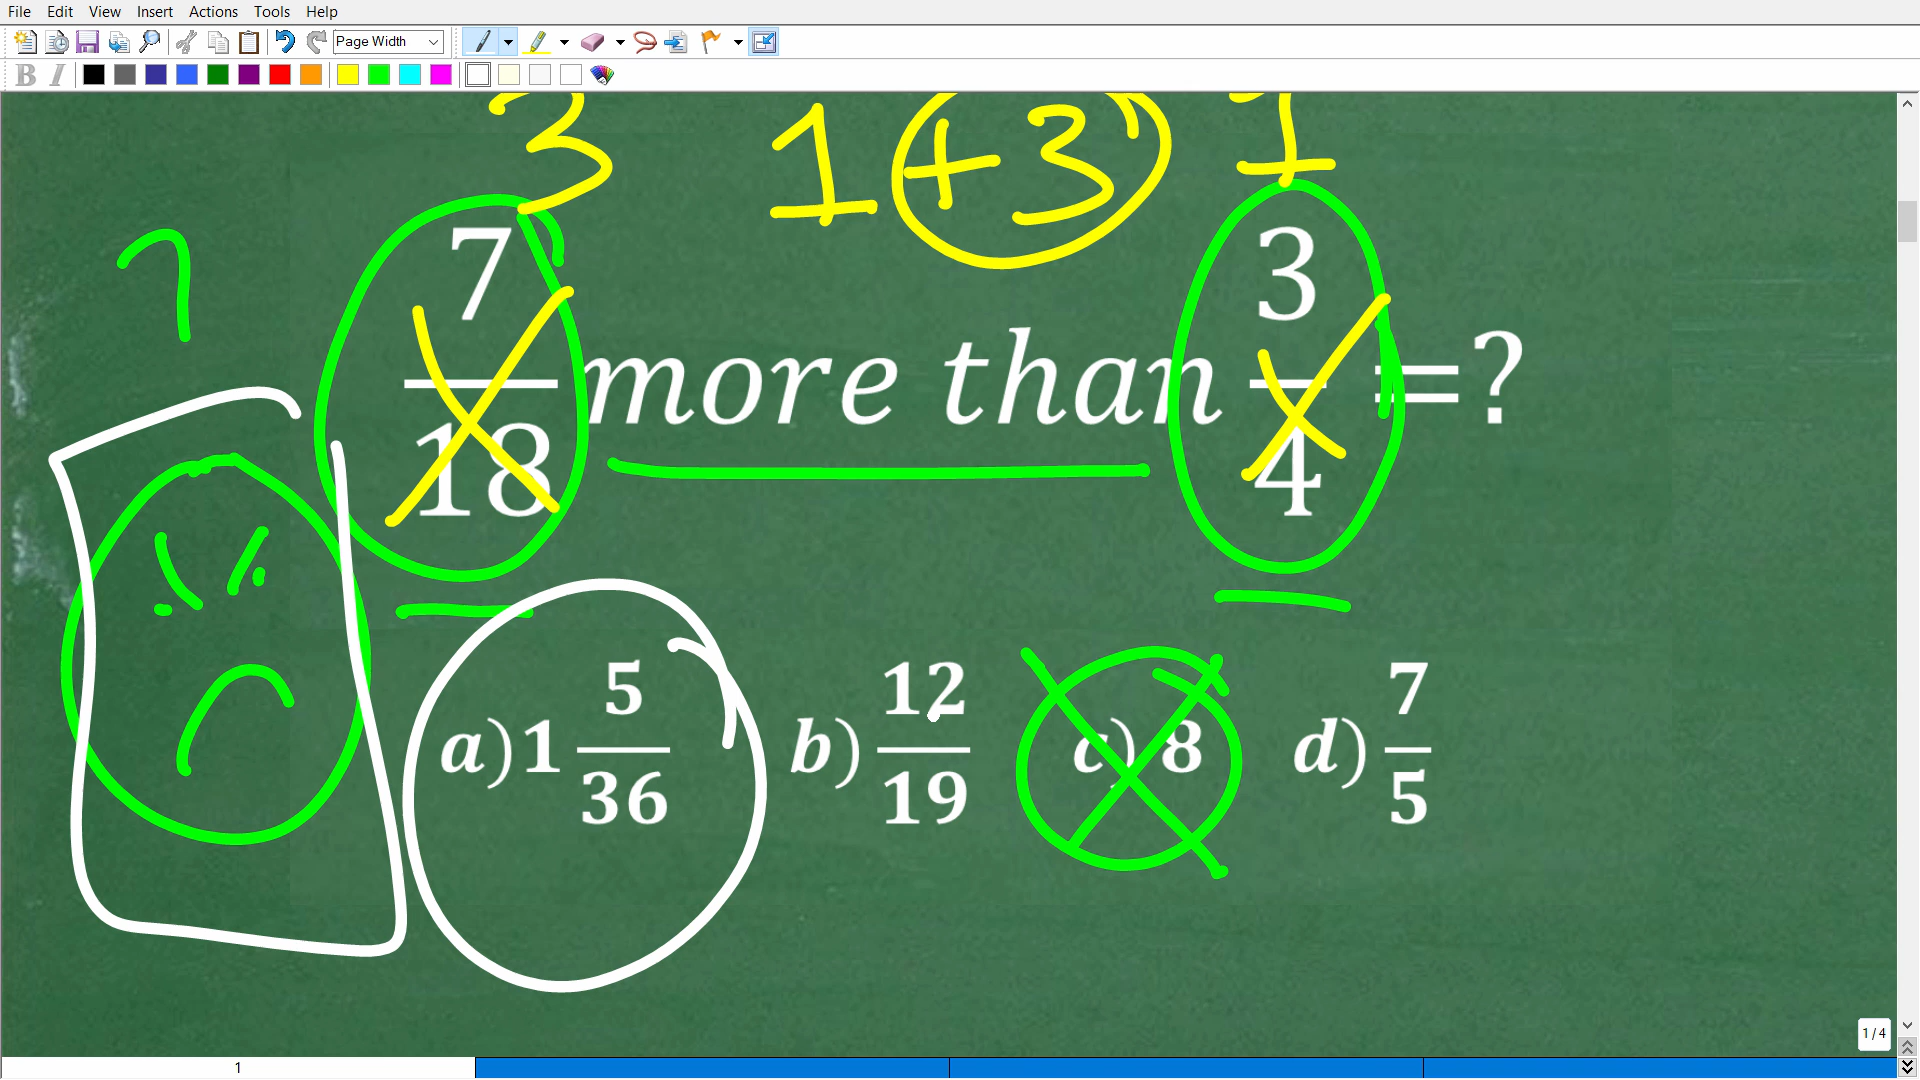 File Edit View Insert Actions Tools Help
Page Width
B I
3 1 + 3 1
7/18 more than 3/4 = ?
a) 1 5/36 b) 12/19 c) 8 d) 7/5
1 / 4
1